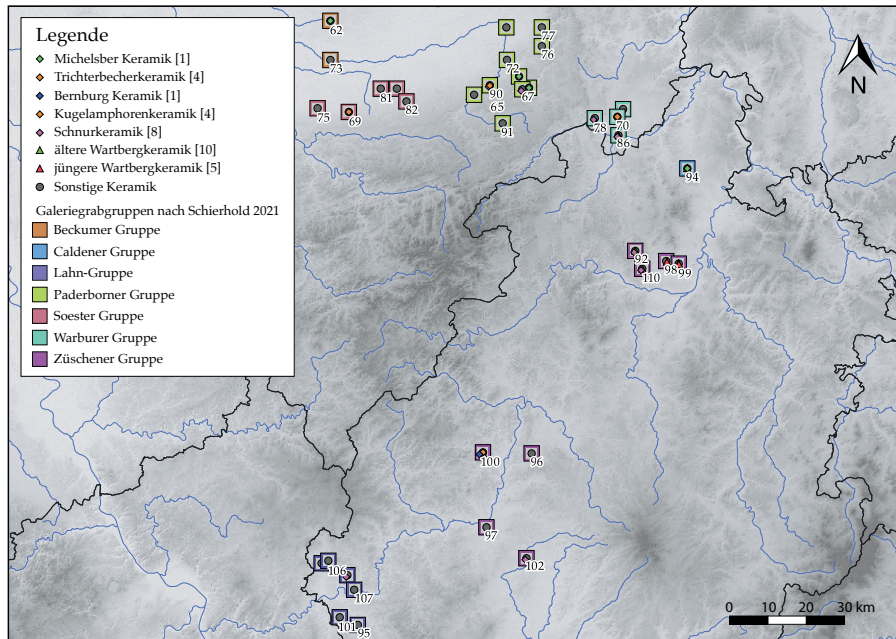 Legende
Michelsber Keramik [1]
Trichterbecherkeramik [4]
Bernburg Keramik [1]
Kugelamphorenkeramik [4]
Schnurkeramik [8]
ältere Wartbergkeramik [10]
jüngere Wartbergkeramik [5]
Sonstige Keramik
Galeriegrabgruppen nach Schierhold 2021
Beckumer Gruppe
Caldener Gruppe
Lahn-Gruppe
Paderborner Gruppe
Soester Gruppe
Warburer Gruppe
Züschener Gruppe
62
73
77
76
72
81
82
75
69
90
67
65
91
78
70
86
94
N
92
98
99
110
100
96
97
102
106
107
101
95
0 10 20 30 km